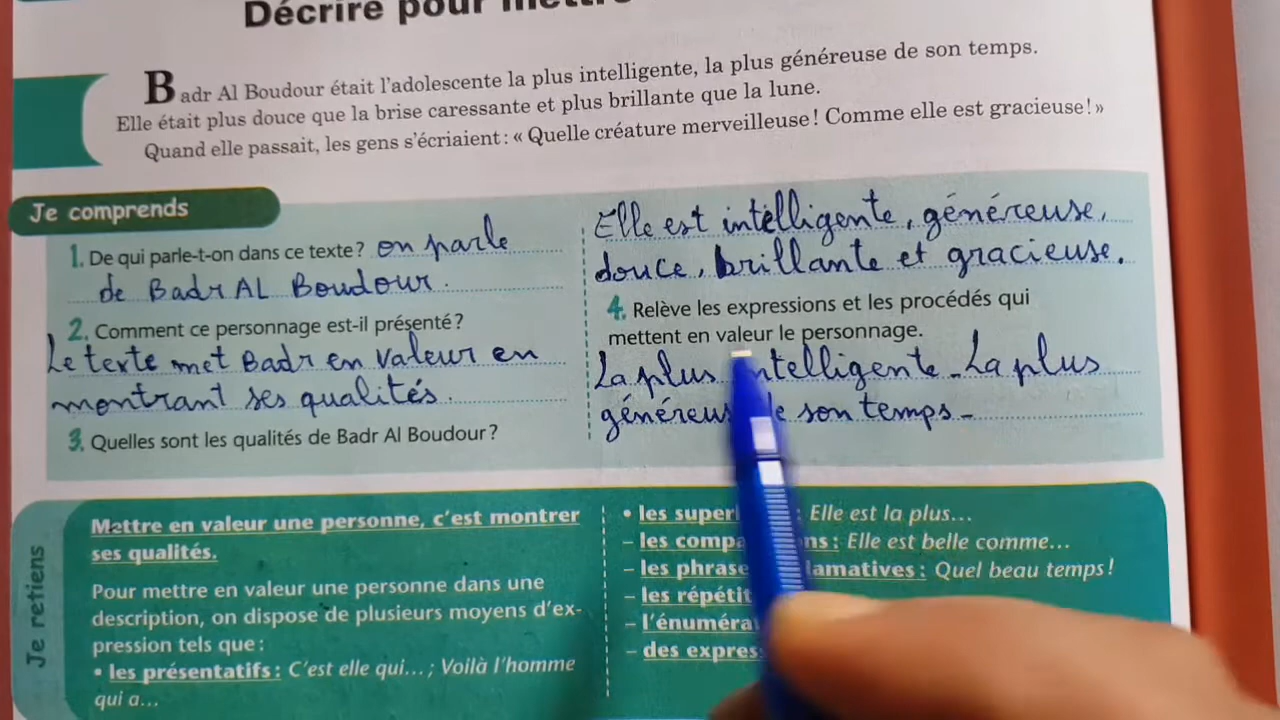 Décrire pour
Badr Al Boudour était l'adolescente la plus intelligente, la plus généreuse de son temps.
Elle était plus douce que la brise caressante et plus brillante que la lune.
Quand elle passait, les gens s'écriaient : « Quelle créature merveilleuse ! Comme elle est gracieuse ! »
Je comprends
1. De qui parle-t-on dans ce texte ? on parle
de Badr AL Boudour.
2. Comment ce personnage est-il présenté ?
Le texte met Badr en valeur en
montrant ses qualités.
3. Quelles sont les qualités de Badr Al Boudour ?
Elle est intelligente, généreuse,
douce, brillante et gracieuse.
4. Relève les expressions et les procédés qui
mettent en valeur le personnage.
La plus intelligente - La plus
de son temps -
Je retiens
Mettre en valeur une personne, c'est montrer
ses qualités.
Pour mettre en valeur une personne dans une
description, on dispose de plusieurs moyens d'ex-
pression tels que :
• les présentatifs : C'est elle qui... ; Voilà l'homme
qui a...
• les : Elle est la plus...
– les : Elle est belle comme...
– les : Quel beau temps !
– les
–
– des